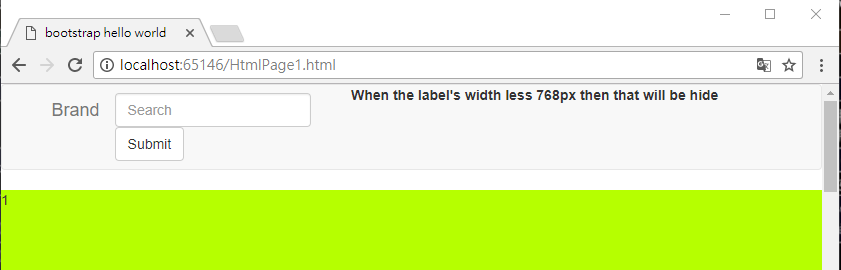 bootstrap hello world
localhost:65146/HtmlPage1.html
Brand Search When the label's width less 768px then that will be hide
Submit
1